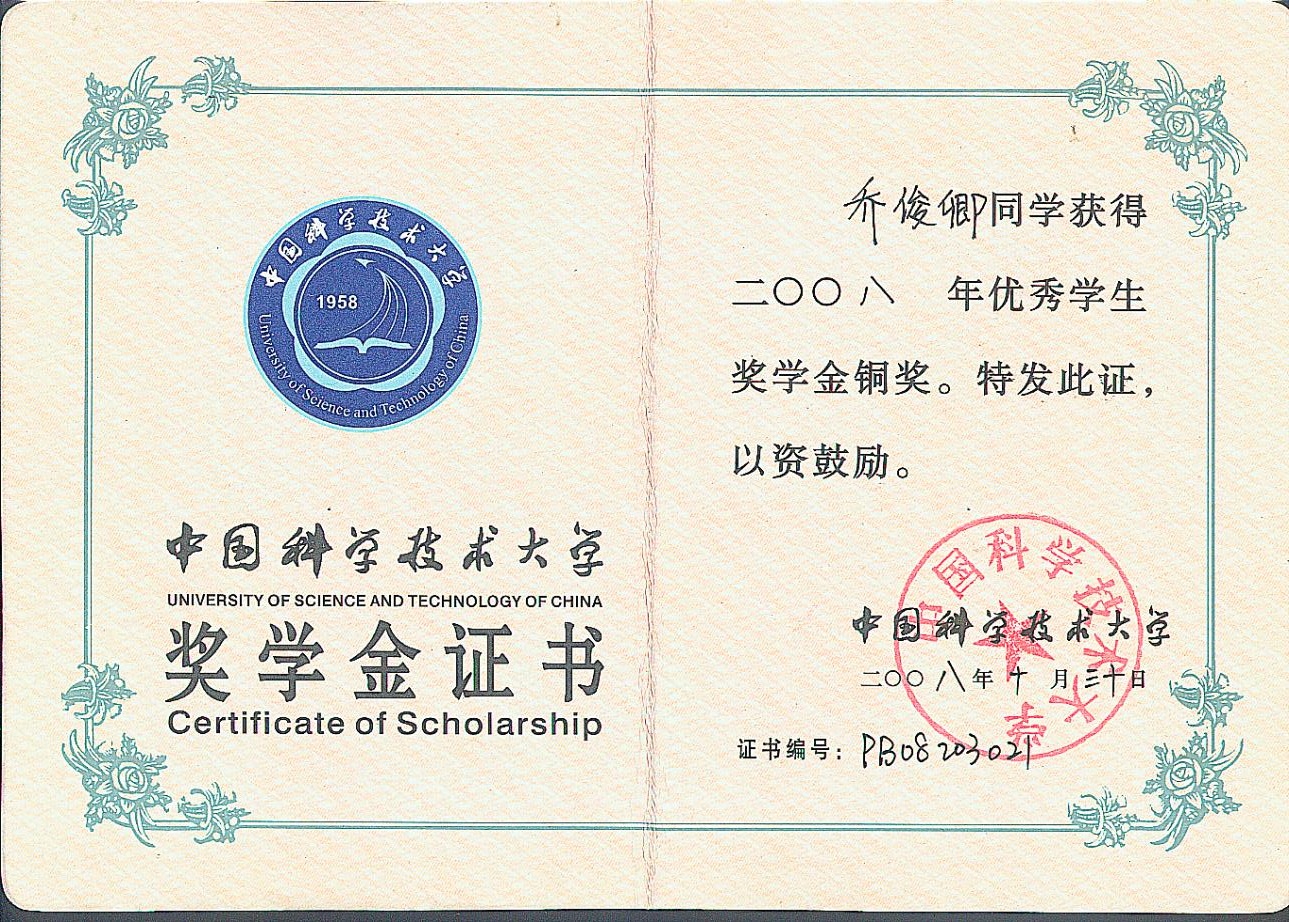 中国科学技术大学
1958
University of Science and Technology of China
中国科学技术大学
UNIVERSITY OF SCIENCE AND TECHNOLOGY OF CHINA
奖学金证书
Certificate of Scholarship
乔俊卿同学获得
二〇〇八 年优秀学生
奖学金铜奖。特发此证，
以资鼓励。
中国科学技术大学
中国科学技术大学
二〇〇八年十月三十日
证书编号：PB08203021